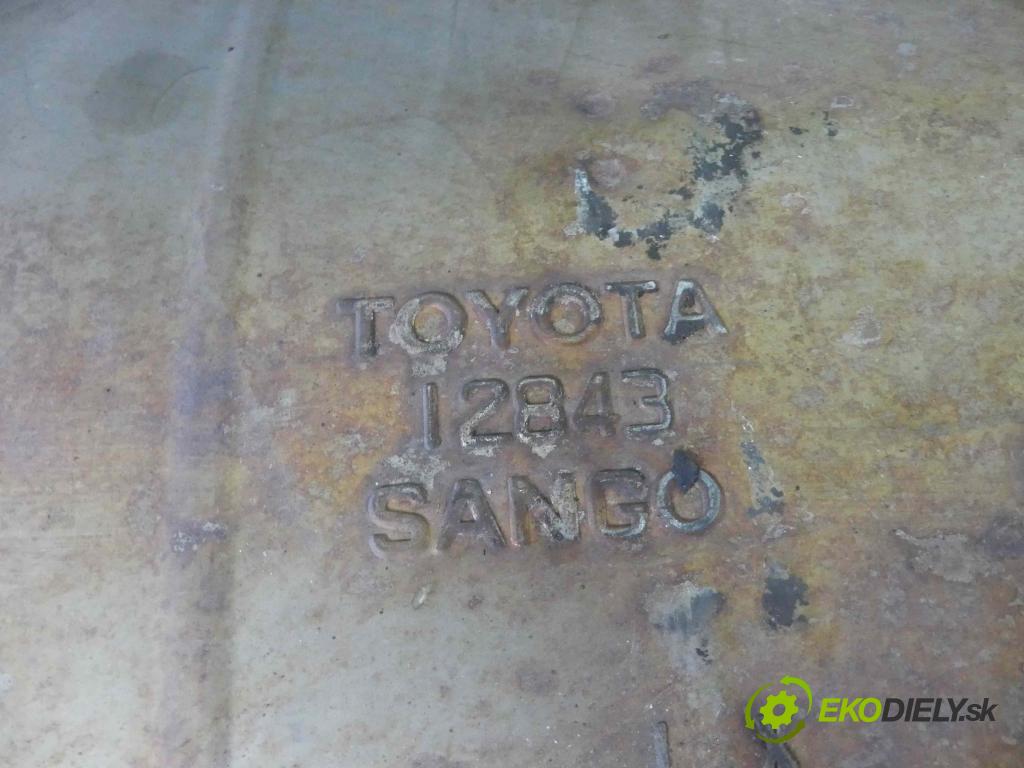 TOYOTA
12843
SANGO
EKODIELY.sk